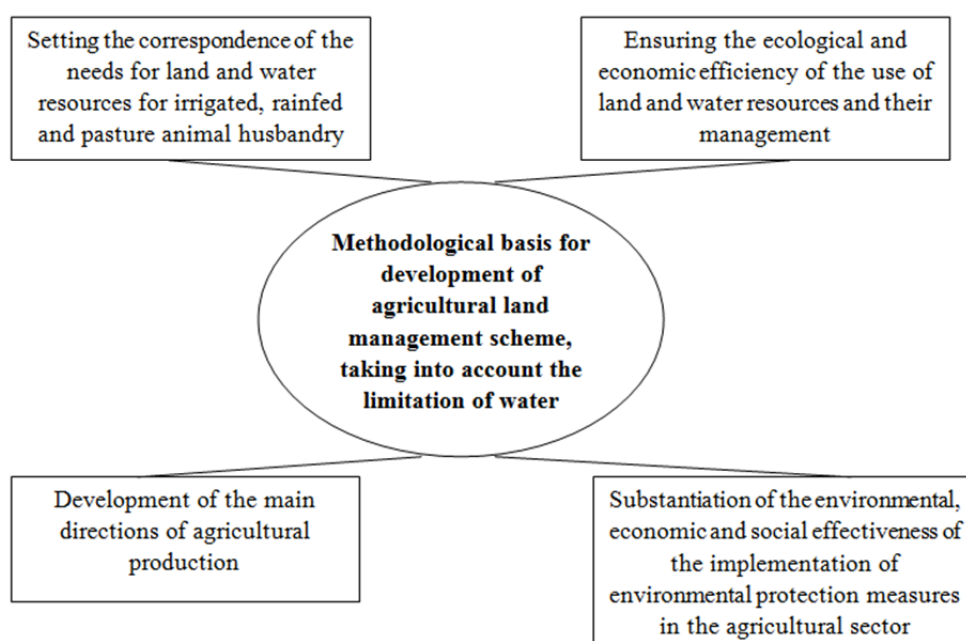 Setting the correspondence of the
needs for land and water
resources for irrigated, rainfed
and pasture animal husbandry
Ensuring the ecological and
economic efficiency of the use of
land and water resources and their
management
Methodological basis for
development of
agricultural land
management scheme,
taking into account the
limitation of water
Development of the main
directions of agricultural
production
Substantiation of the environmental,
economic and social effectiveness of
the implementation of
environmental protection measures
in the agricultural sector